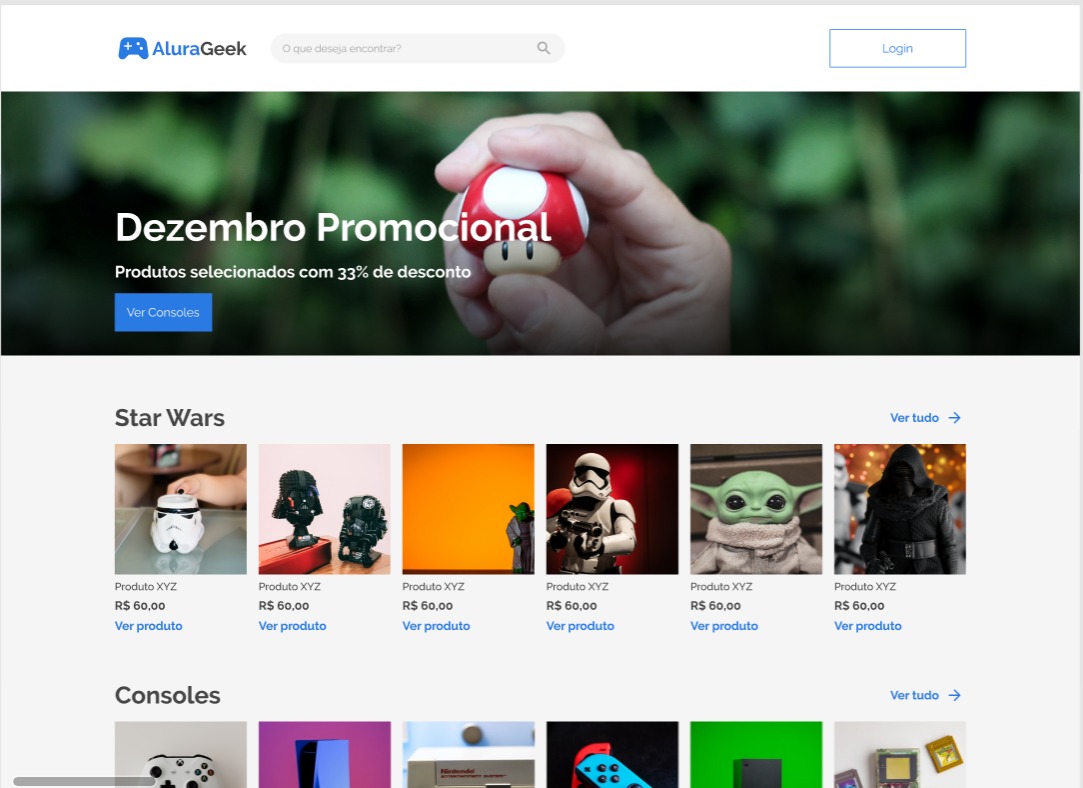 AluraGeek
O que deseja encontrar?
Login
Dezembro Promocional
Produtos selecionados com 33% de desconto
Ver Consoles
Star Wars
Ver tudo
Produto XYZ
R$ 60,00
Ver produto
Produto XYZ
R$ 60,00
Ver produto
Produto XYZ
R$ 60,00
Ver produto
Produto XYZ
R$ 60,00
Ver produto
Produto XYZ
R$ 60,00
Ver produto
Produto XYZ
R$ 60,00
Ver produto
Consoles
Ver tudo
Nintendo
ENTERTAINMENT SYSTEM